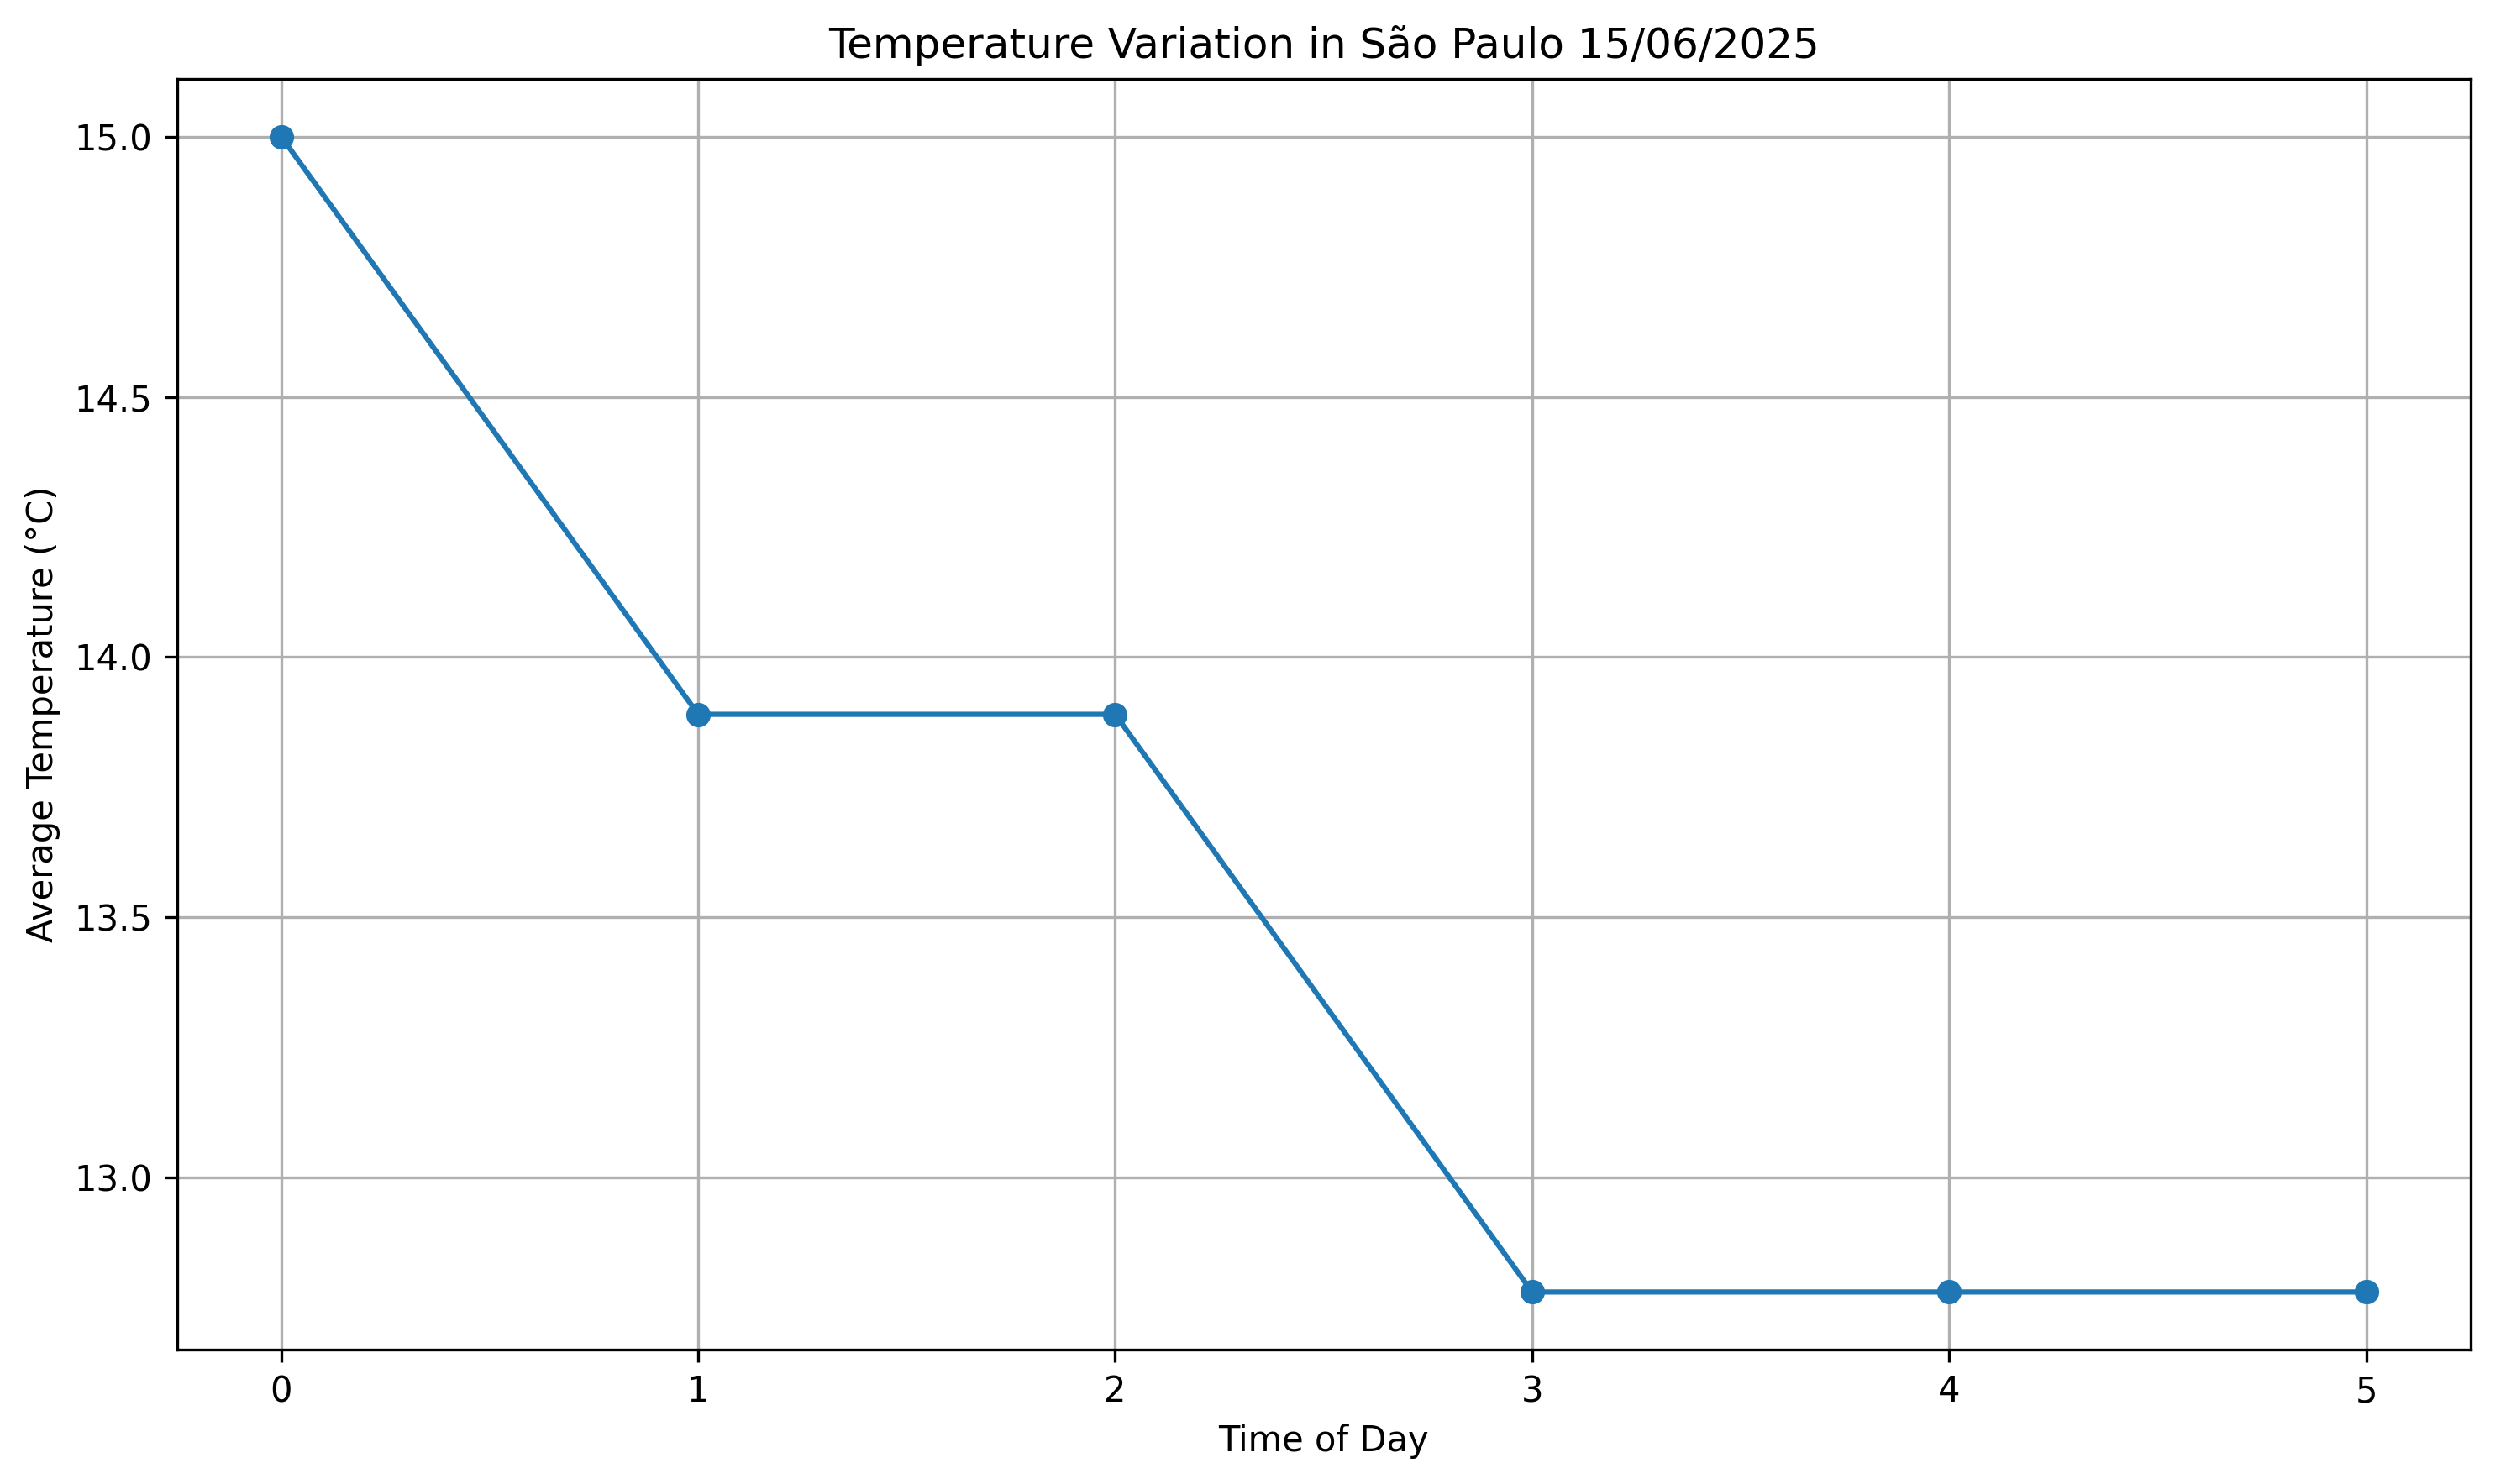 Temperature Variation in São Paulo 15/06/2025
15.0
14.5
14.0
13.5
13.0
Average Temperature (°C)
0 1 2 3 4 5
Time of Day